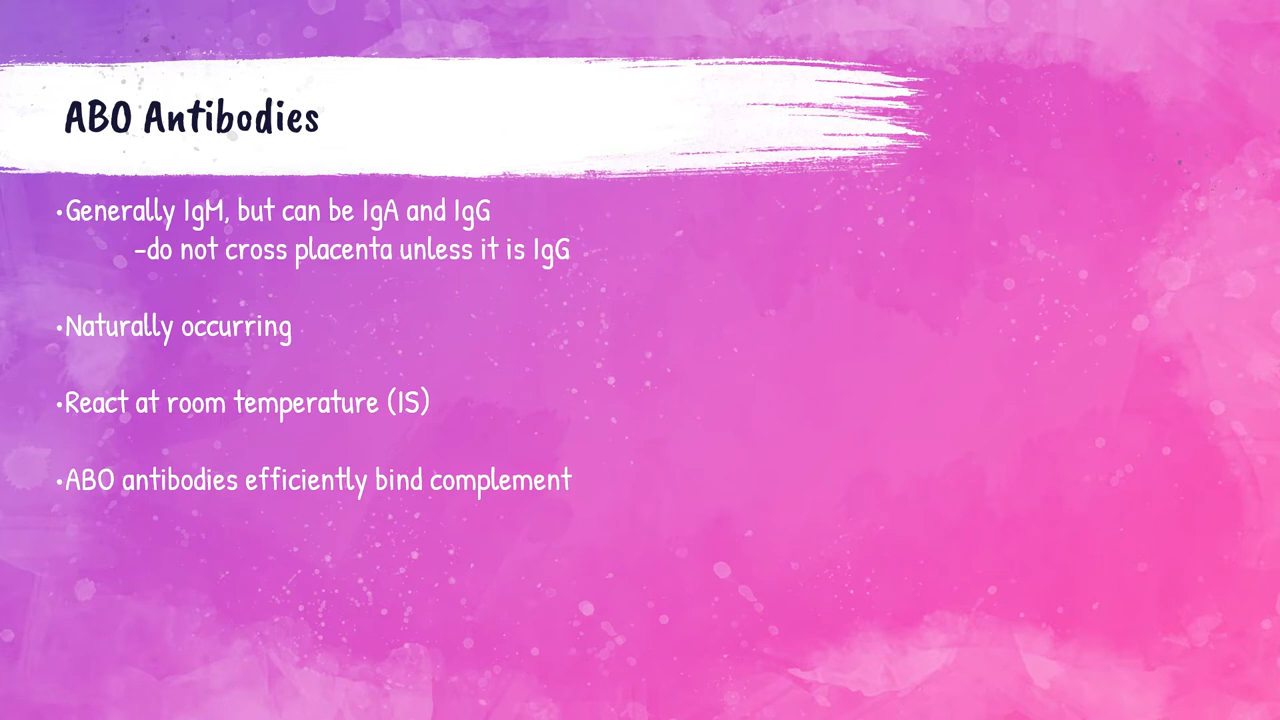 ABO Antibodies
•Generally IgM, but can be IgA and IgG
-do not cross placenta unless it is IgG
•Naturally occurring
•React at room temperature (IS)
•ABO antibodies efficiently bind complement